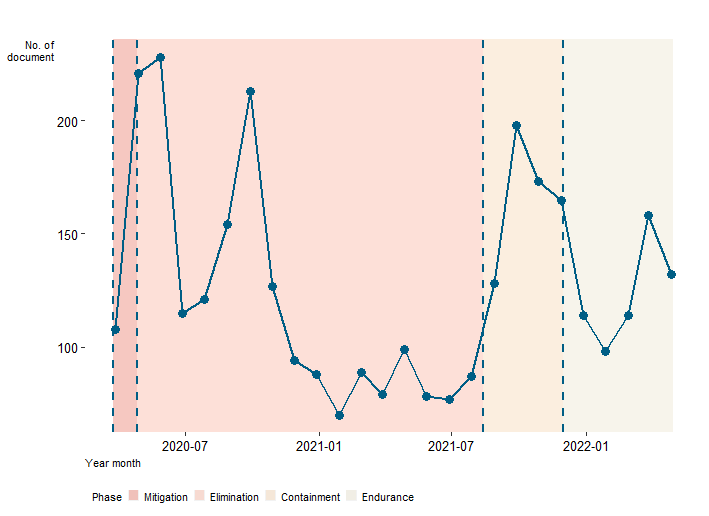 No. of
document
200
150
100
2020-07 2021-01 2021-07 2022-01
Year month
Phase Mitigation Elimination Containment Endurance